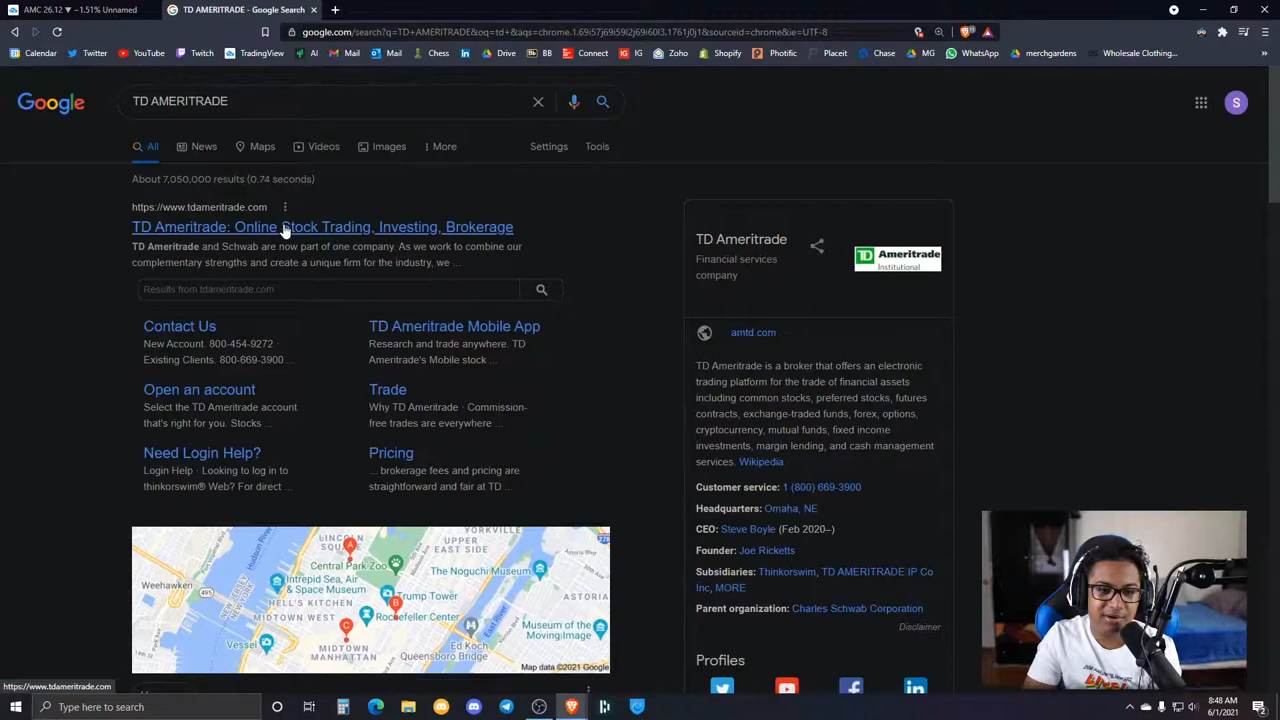 AMC 26.12 ▼ −1.51% Unnamed
TD AMERITRADE - Google Search
google.com/search?q=TD+AMERITRADE&oq=td+&aqs=chrome.1.69i57j69i59l2j69i60l3.1761j0j1&sourceid=chrome&ie=UTF-8
Calendar Twitter YouTube Twitch TradingView AI Mail Chess Drive BB Connect IG Zoho Shopify Photific Placeit Chase MG WhatsApp merchgardens Wholesale Clothing...
Google
TD AMERITRADE
S
All News Maps Videos Images More Settings Tools
About 7,050,000 results (0.74 seconds)
https://www.tdameritrade.com
TD Ameritrade: Online Stock Trading, Investing, Brokerage
TD Ameritrade and Schwab are now part of one company. As we work to combine our
complementary strengths and create a unique firm for the industry, we ...
Results from tdameritrade.com
Contact Us
New Account. 800-454-9272 ·
Existing Clients. 800-669-3900 ...
TD Ameritrade Mobile App
Research and trade anywhere. TD
Ameritrade's Mobile stock ...
Open an account
Select the TD Ameritrade account
that's right for you. Stocks ...
Trade
Why TD Ameritrade · Commission-
free trades are everywhere ...
Need Login Help?
Login Help · Looking to log in to
thinkorswim® Web? For direct ...
Pricing
... brokerage fees and pricing are
straightforward and fair at TD ...
YORKVILLE
UPPER EAST SIDE
LINCOLN
SQUARE
A
Central Park Zoo
278
Weehawken
495
Intrepid Sea, Air
& Space Museum
The Noguchi Museum
HELL'S KITCHEN
Trump Tower
ASTORIA
MIDTOWN WEST
B
Rockefeller Center
C
Museum of the
Moving Image
Vessel
MIDTOWN
MANHATTAN
Ed Koch
Queensboro Bridge
Map data ©2021 Google
TD Ameritrade
Financial services
company
TD Ameritrade
Institutional
amtd.com
TD Ameritrade is a broker that offers an electronic
trading platform for the trade of financial assets
including common stocks, preferred stocks, futures
contracts, exchange-traded funds, forex, options,
cryptocurrency, mutual funds, fixed income
investments, margin lending, and cash management
services. Wikipedia
Customer service: 1 (800) 669-3900
Headquarters: Omaha, NE
CEO: Steve Boyle (Feb 2020–)
Founder: Joe Ricketts
Subsidiaries: Thinkorswim, TD AMERITRADE IP Co
Inc, MORE
Parent organization: Charles Schwab Corporation
Disclaimer
Profiles
https://www.tdameritrade.com
Type here to search
8:48 AM
6/1/2021